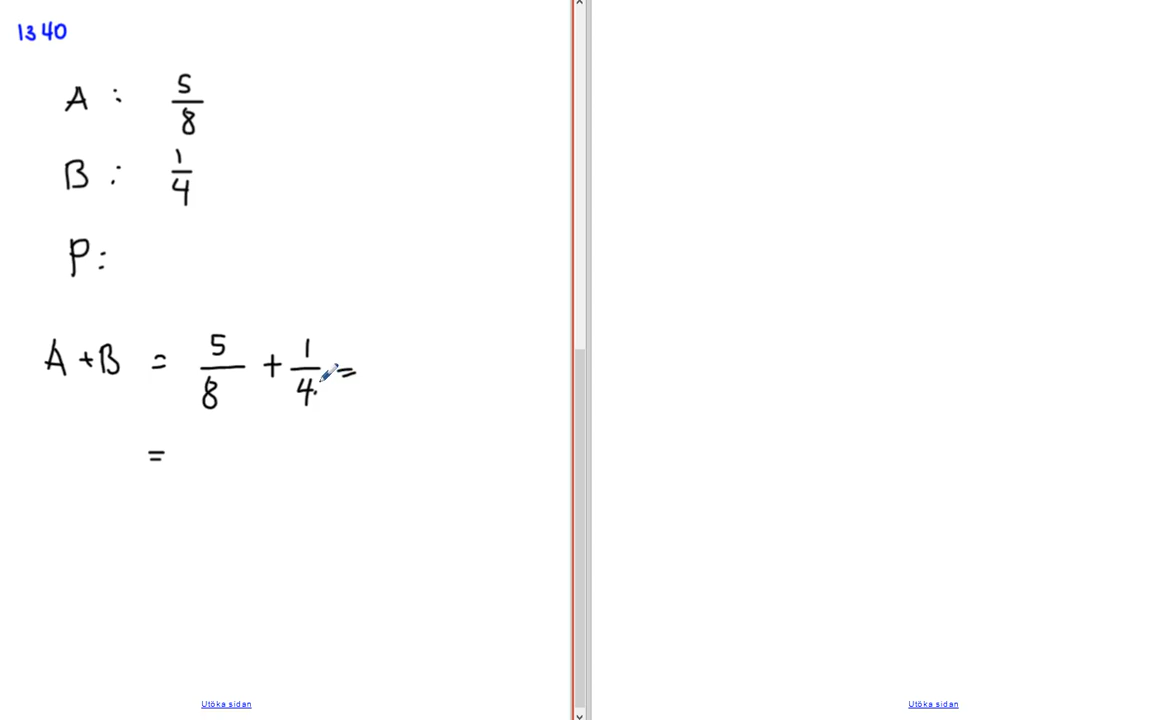 1340
A : 5/8
B : 1/4
P:
A + B = 5/8 + 1/4. =
=
Utöka sidan
Utöka sidan